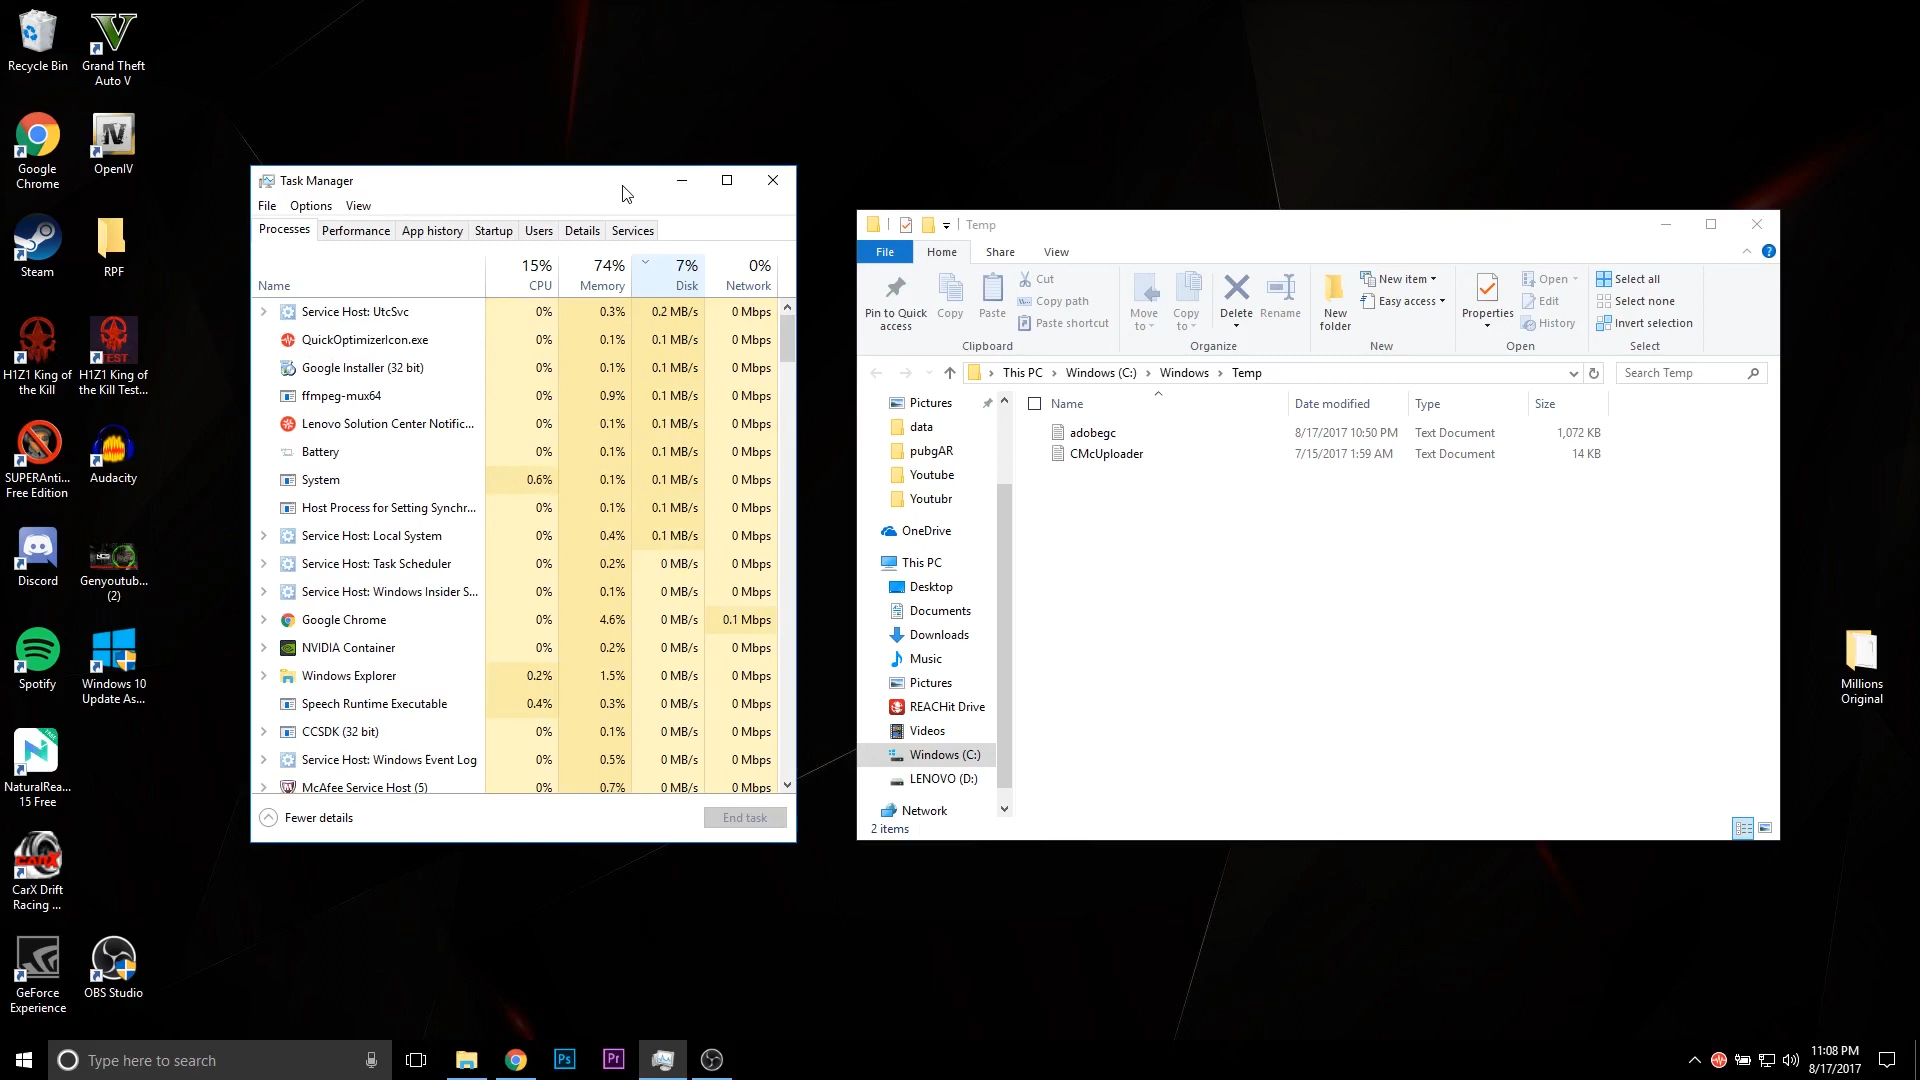 Recycle Bin
Grand Theft
Auto V
Google
Chrome
OpenIV
Steam
RPF
H1Z1 King of
the Kill
H1Z1 King of
the Kill Test...
SUPERAnti...
Free Edition
Audacity
Discord
Genyoutub...
(2)
Spotify
Windows 10
Update As...
NaturalRea...
15 Free
CarX Drift
Racing ...
GeForce
Experience
OBS Studio
Task Manager
File Options View
Processes Performance App history Startup Users Details Services
15% 74% 7% 0%
Name CPU Memory Disk Network
Service Host: UtcSvc 0% 0.3% 0.2 MB/s 0 Mbps
QuickOptimizerIcon.exe 0% 0.1% 0.1 MB/s 0 Mbps
Google Installer (32 bit) 0% 0.1% 0.1 MB/s 0 Mbps
ffmpeg-mux64 0% 0.9% 0.1 MB/s 0 Mbps
Lenovo Solution Center Notific... 0% 0.1% 0.1 MB/s 0 Mbps
Battery 0% 0.1% 0.1 MB/s 0 Mbps
System 0.6% 0.1% 0.1 MB/s 0 Mbps
Host Process for Setting Synchr... 0% 0.1% 0.1 MB/s 0 Mbps
Service Host: Local System 0% 0.4% 0.1 MB/s 0 Mbps
Service Host: Task Scheduler 0% 0.2% 0 MB/s 0 Mbps
Service Host: Windows Insider S... 0% 0.1% 0 MB/s 0 Mbps
Google Chrome 0% 4.6% 0 MB/s 0.1 Mbps
NVIDIA Container 0% 0.2% 0 MB/s 0 Mbps
Windows Explorer 0.2% 1.5% 0 MB/s 0 Mbps
Speech Runtime Executable 0.4% 0.3% 0 MB/s 0 Mbps
CCSDK (32 bit) 0% 0.1% 0 MB/s 0 Mbps
Service Host: Windows Event Log 0% 0.5% 0 MB/s 0 Mbps
McAfee Service Host (5) 0% 0.7% 0 MB/s 0 Mbps
Fewer details End task
Temp
File Home Share View
Pin to Quick
access
Copy
Paste
Cut
Copy path
Paste shortcut
Clipboard
Move
to
Copy
to
Delete
Rename
Organize
New
folder
New item
Easy access
New
Properties
Open
Edit
History
Open
Select all
Select none
Invert selection
Select
This PC Windows (C:) Windows Temp
Search Temp
Name Date modified Type Size
adobegc 8/17/2017 10:50 PM Text Document 1,072 KB
CMcUploader 7/15/2017 1:59 AM Text Document 14 KB
Pictures
data
pubgAR
Youtube
Youtubr
OneDrive
This PC
Desktop
Documents
Downloads
Music
Pictures
REACHit Drive
Videos
Windows (C:)
LENOVO (D:)
Network
2 items
Millions
Original
Type here to search
Ps
Pr
11:08 PM
8/17/2017